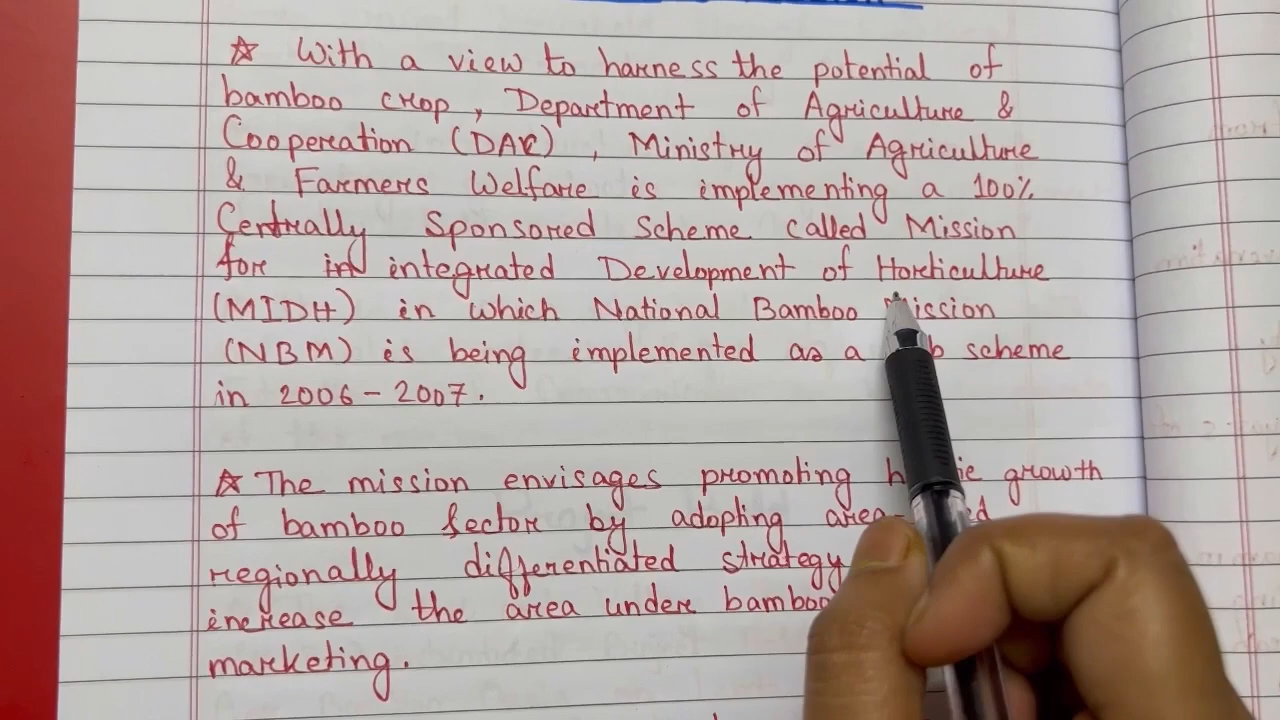 ☆ With a view to harness the potential of
bamboo crop, Department of Agriculture &
Cooperation (DAC), Ministry of Agriculture
& Farmers Welfare is implementing a 100%
Centrally Sponsored Scheme called Mission
for in integrated Development of Horticulture
(MIDH) in which National Bamboo Mission
(NBM) is being implemented as a scheme
in 2006-2007.
☆ The mission envisages promoting growth
of bamboo sector by adopting
regionally differentiated strategy
increase the area under bamboo
marketing.